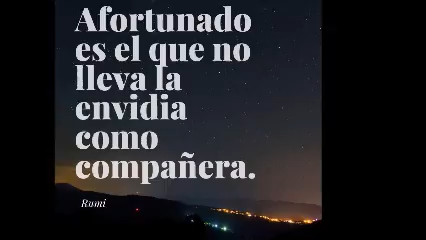 Afortunado
es el que no
lleva la
envidia
como
compañera.
Rumi